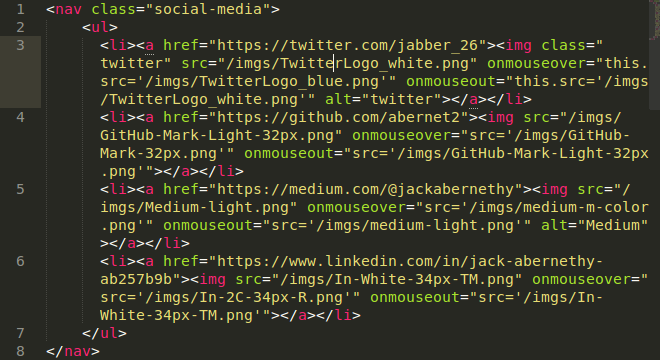 1 <nav class="social-media">
2 <ul>
3 <li><a href="https://twitter.com/jabber_26"><img class="
twitter" src="/imgs/TwitterLogo_white.png" onmouseover="this.
src='/imgs/TwitterLogo_blue.png'" onmouseout="this.src='/imgs
/TwitterLogo_white.png'" alt="twitter"></a></li>
4 <li><a href="https://github.com/abernet2"><img src="/imgs/
GitHub-Mark-Light-32px.png" onmouseover="src='/imgs/GitHub-
Mark-32px.png'" onmouseout="src='/imgs/GitHub-Mark-Light-32px
.png'"></a></li>
5 <li><a href="https://medium.com/@jackabernethy"><img src="/
imgs/Medium-light.png" onmouseover="src='/imgs/medium-m-color
.png'" onmouseout="src='/imgs/medium-light.png'" alt="Medium"
></a></li>
6 <li><a href="https://www.linkedin.com/in/jack-abernethy-
ab257b9b"><img src="/imgs/In-White-34px-TM.png" onmouseover="
src='/imgs/In-2C-34px-R.png'" onmouseout="src='/imgs/In-
White-34px-TM.png'"></a></li>
7 </ul>
8 </nav>